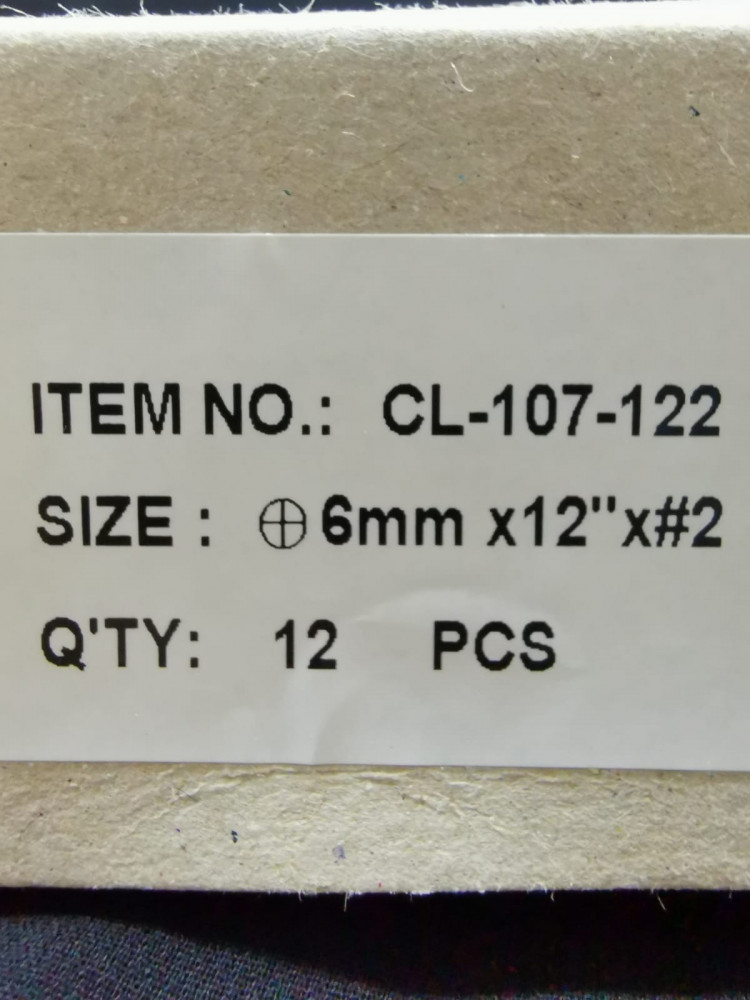 ITEM NO.: CL-107-122
SIZE : ⊕ 6mm x12"x#2
Q'TY: 12 PCS